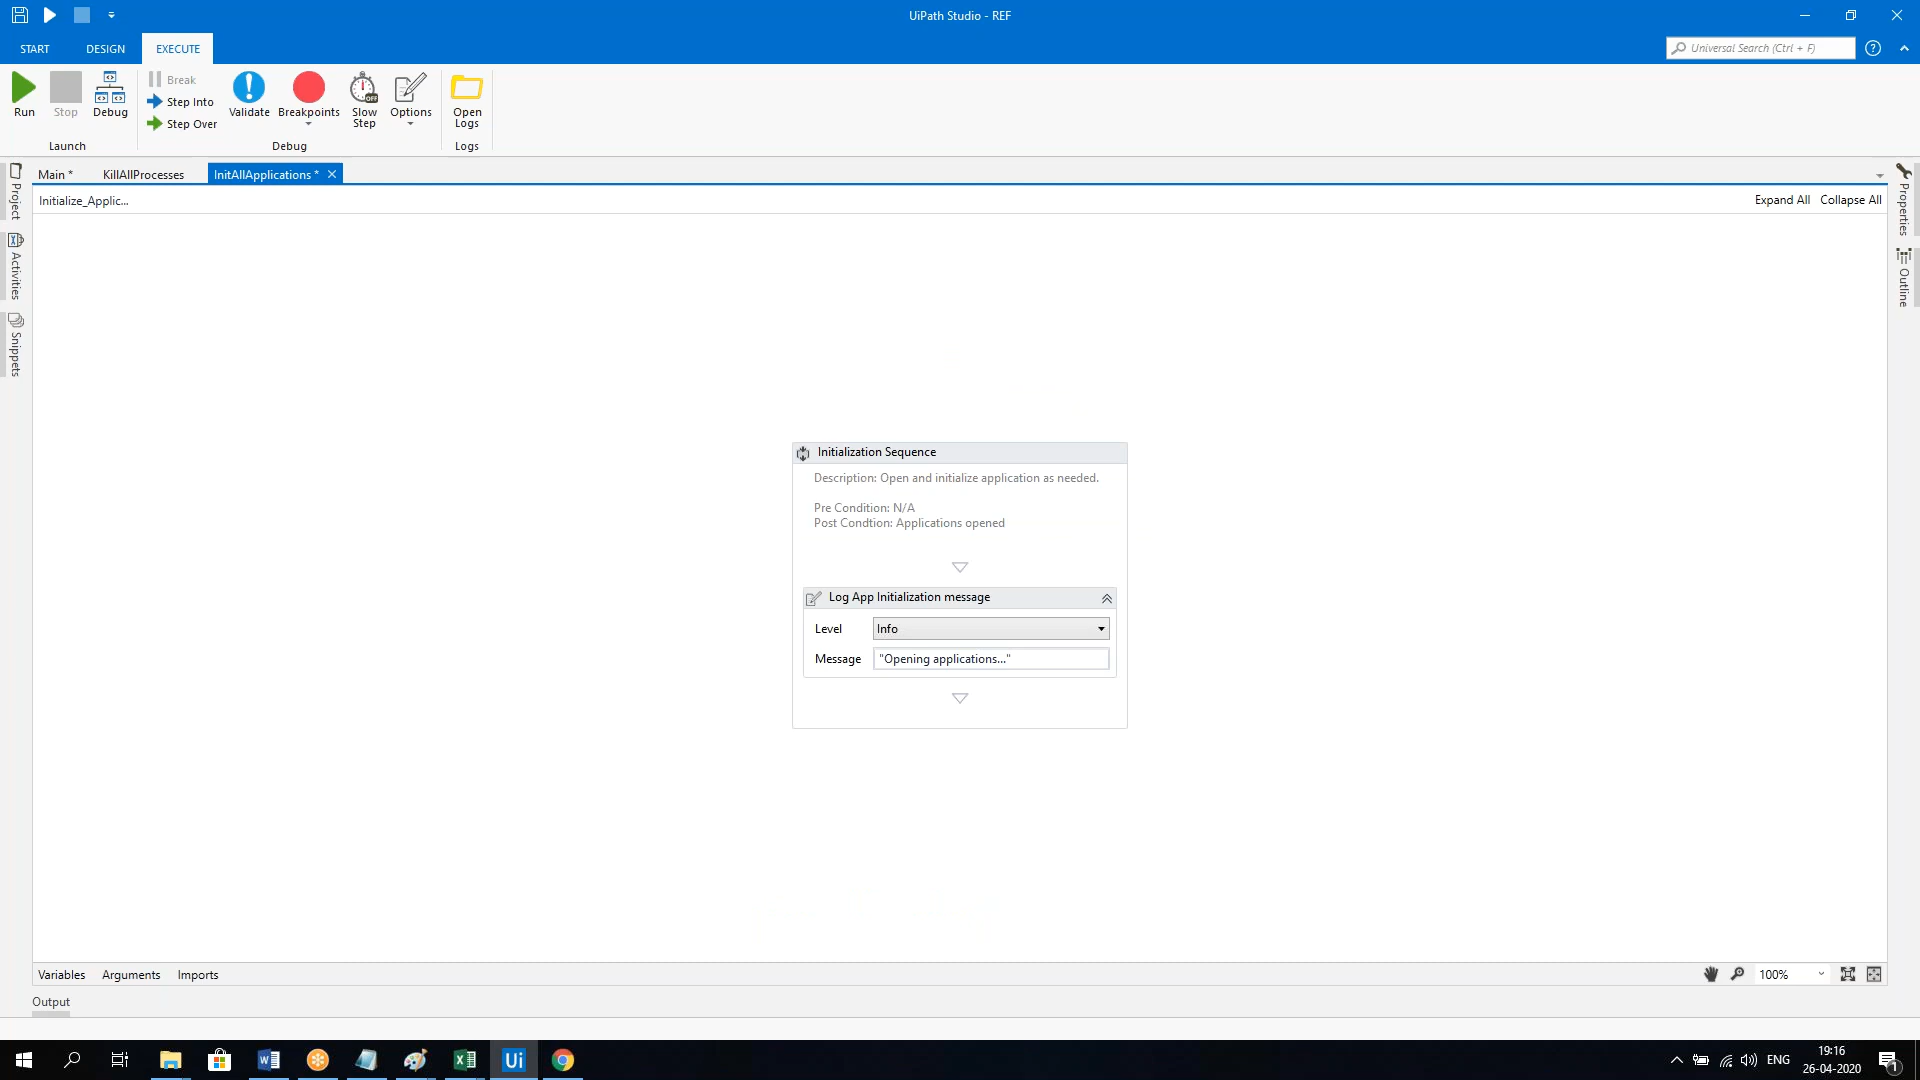 UiPath Studio - REF
START DESIGN EXECUTE
Universal Search (Ctrl + F)
Run
Stop
Debug
Launch
Break
Step Into
Step Over
Validate
Breakpoints
Slow
Step
Options
Debug
Open
Logs
Logs
Main *
KillAllProcesses
InitAllApplications *
Initialize_Applic...
Expand All Collapse All
Project
Activities
Snippets
Properties
Outline
Initialization Sequence
Description: Open and initialize application as needed.
Pre Condition: N/A
Post Condtion: Applications opened
Log App Initialization message
Level Info
Message "Opening applications..."
Variables Arguments Imports
100%
Output
OFF
Ui
ENG
19:16
26-04-2020
1